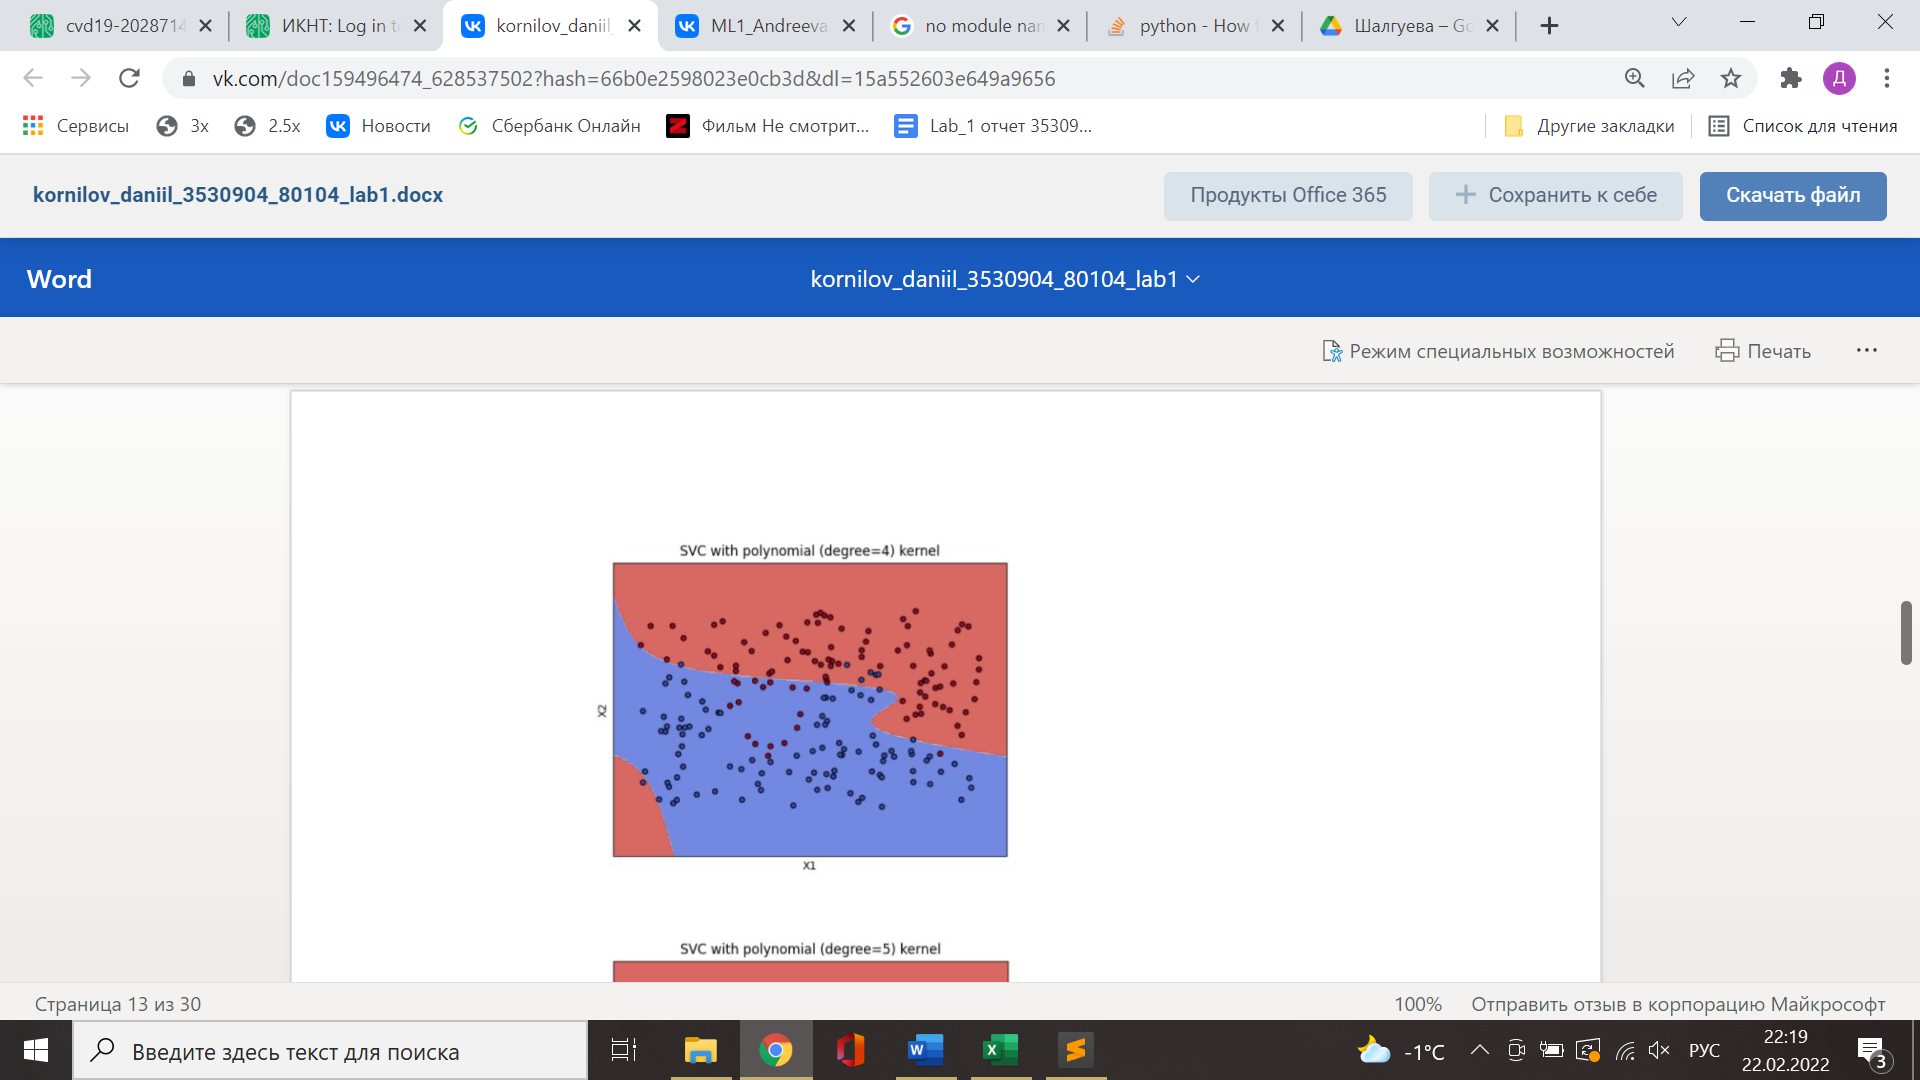 cvd19-2028714
ИКНТ: Log in to
kornilov_daniil_
ML1_Andreeva
no module nam
python - How t
Шалгуева – Go
vk.com/doc159496474_628537502?hash=66b0e2598023e0cb3d&dl=15a552603e649a9656
Д
Сервисы
3x
2.5x
Новости
Сбербанк Онлайн
Фильм Не смотрит...
Lab_1 отчет 35309...
Другие закладки
Список для чтения
kornilov_daniil_3530904_80104_lab1.docx
Продукты Office 365
Сохранить к себе
Скачать файл
Word
kornilov_daniil_3530904_80104_lab1
Режим специальных возможностей
Печать
SVC with polynomial (degree=4) kernel
X2
X1
SVC with polynomial (degree=5) kernel
Страница 13 из 30
100%
Отправить отзыв в корпорацию Майкрософт
Введите здесь текст для поиска
-1°C
РУС
22:19
22.02.2022
3